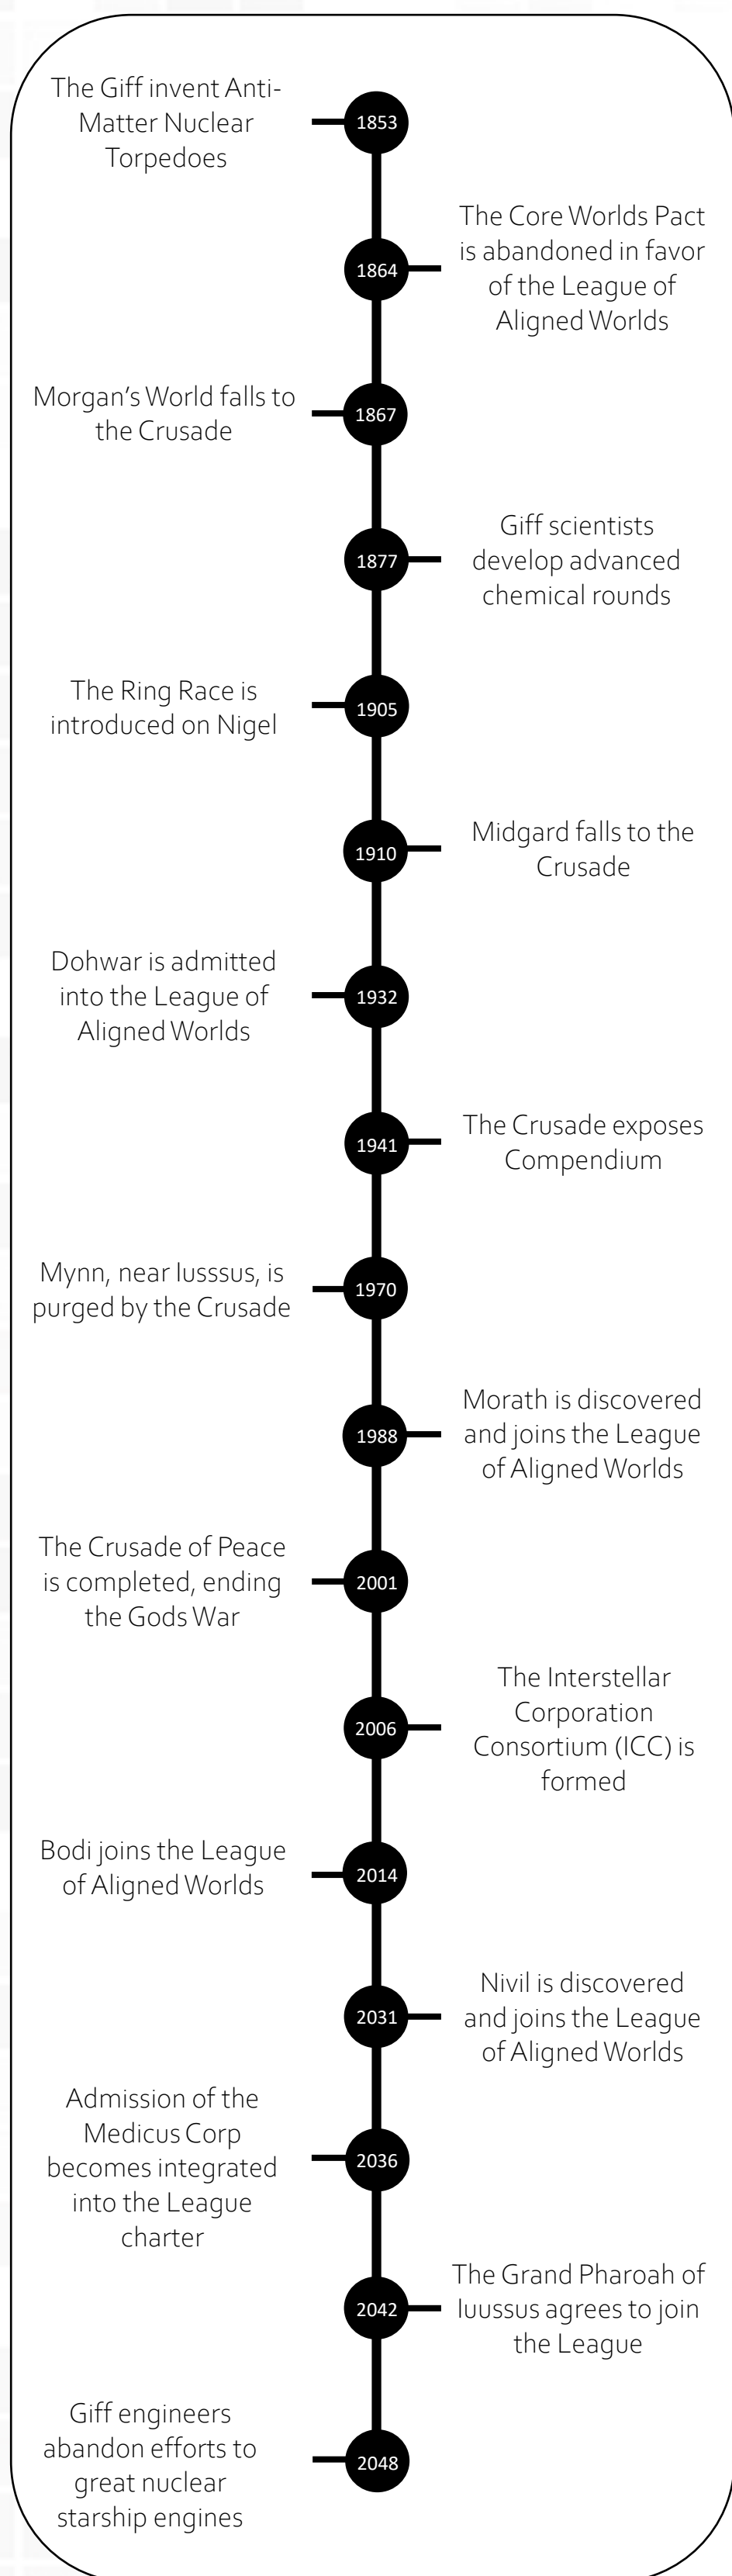 The Giff invent Anti-
Matter Nuclear
Torpedoes
1853
The Core Worlds Pact
is abandoned in favor
of the League of
Aligned Worlds
1864
Morgan’s World falls to
the Crusade
1867
Giff scientists
develop advanced
chemical rounds
1877
The Ring Race is
introduced on Nigel
1905
Midgard falls to the
Crusade
1910
Dohwar is admitted
into the League of
Aligned Worlds
1932
The Crusade exposes
Compendium
1941
Mynn, near Iusssus, is
purged by the Crusade
1970
Morath is discovered
and joins the League
of Aligned Worlds
1988
The Crusade of Peace
is completed, ending
the Gods War
2001
The Interstellar
Corporation
Consortium (ICC) is
formed
2006
Bodi joins the League
of Aligned Worlds
2014
Nivil is discovered
and joins the League
of Aligned Worlds
2031
Admission of the
Medicus Corp
becomes integrated
into the League
charter
2036
The Grand Pharoah of
Iuussus agrees to join
the League
2042
Giff engineers
abandon efforts to
great nuclear
starship engines
2048